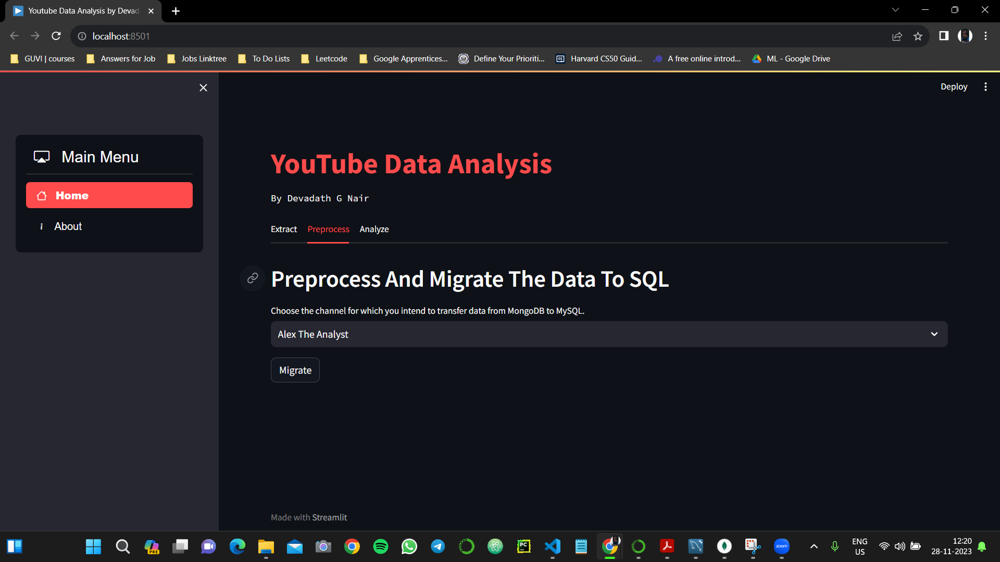 Youtube Data Analysis by Devad
localhost:8501
GUVI | courses
Answers for Job
Jobs Linktree
To Do Lists
Leetcode
Google Apprentices...
Define Your Prioriti...
CC
Harvard CS50 Guid...
A free online introd...
ML - Google Drive
Deploy
Main Menu
Home
About
YouTube Data Analysis
By Devadath G Nair
Extract Preprocess Analyze
Preprocess And Migrate The Data To SQL
Choose the channel for which you intend to transfer data from MongoDB to MySQL.
Alex The Analyst
Migrate
Made with Streamlit
PRE
PC
zoom
ENG
US
12:20
28-11-2023